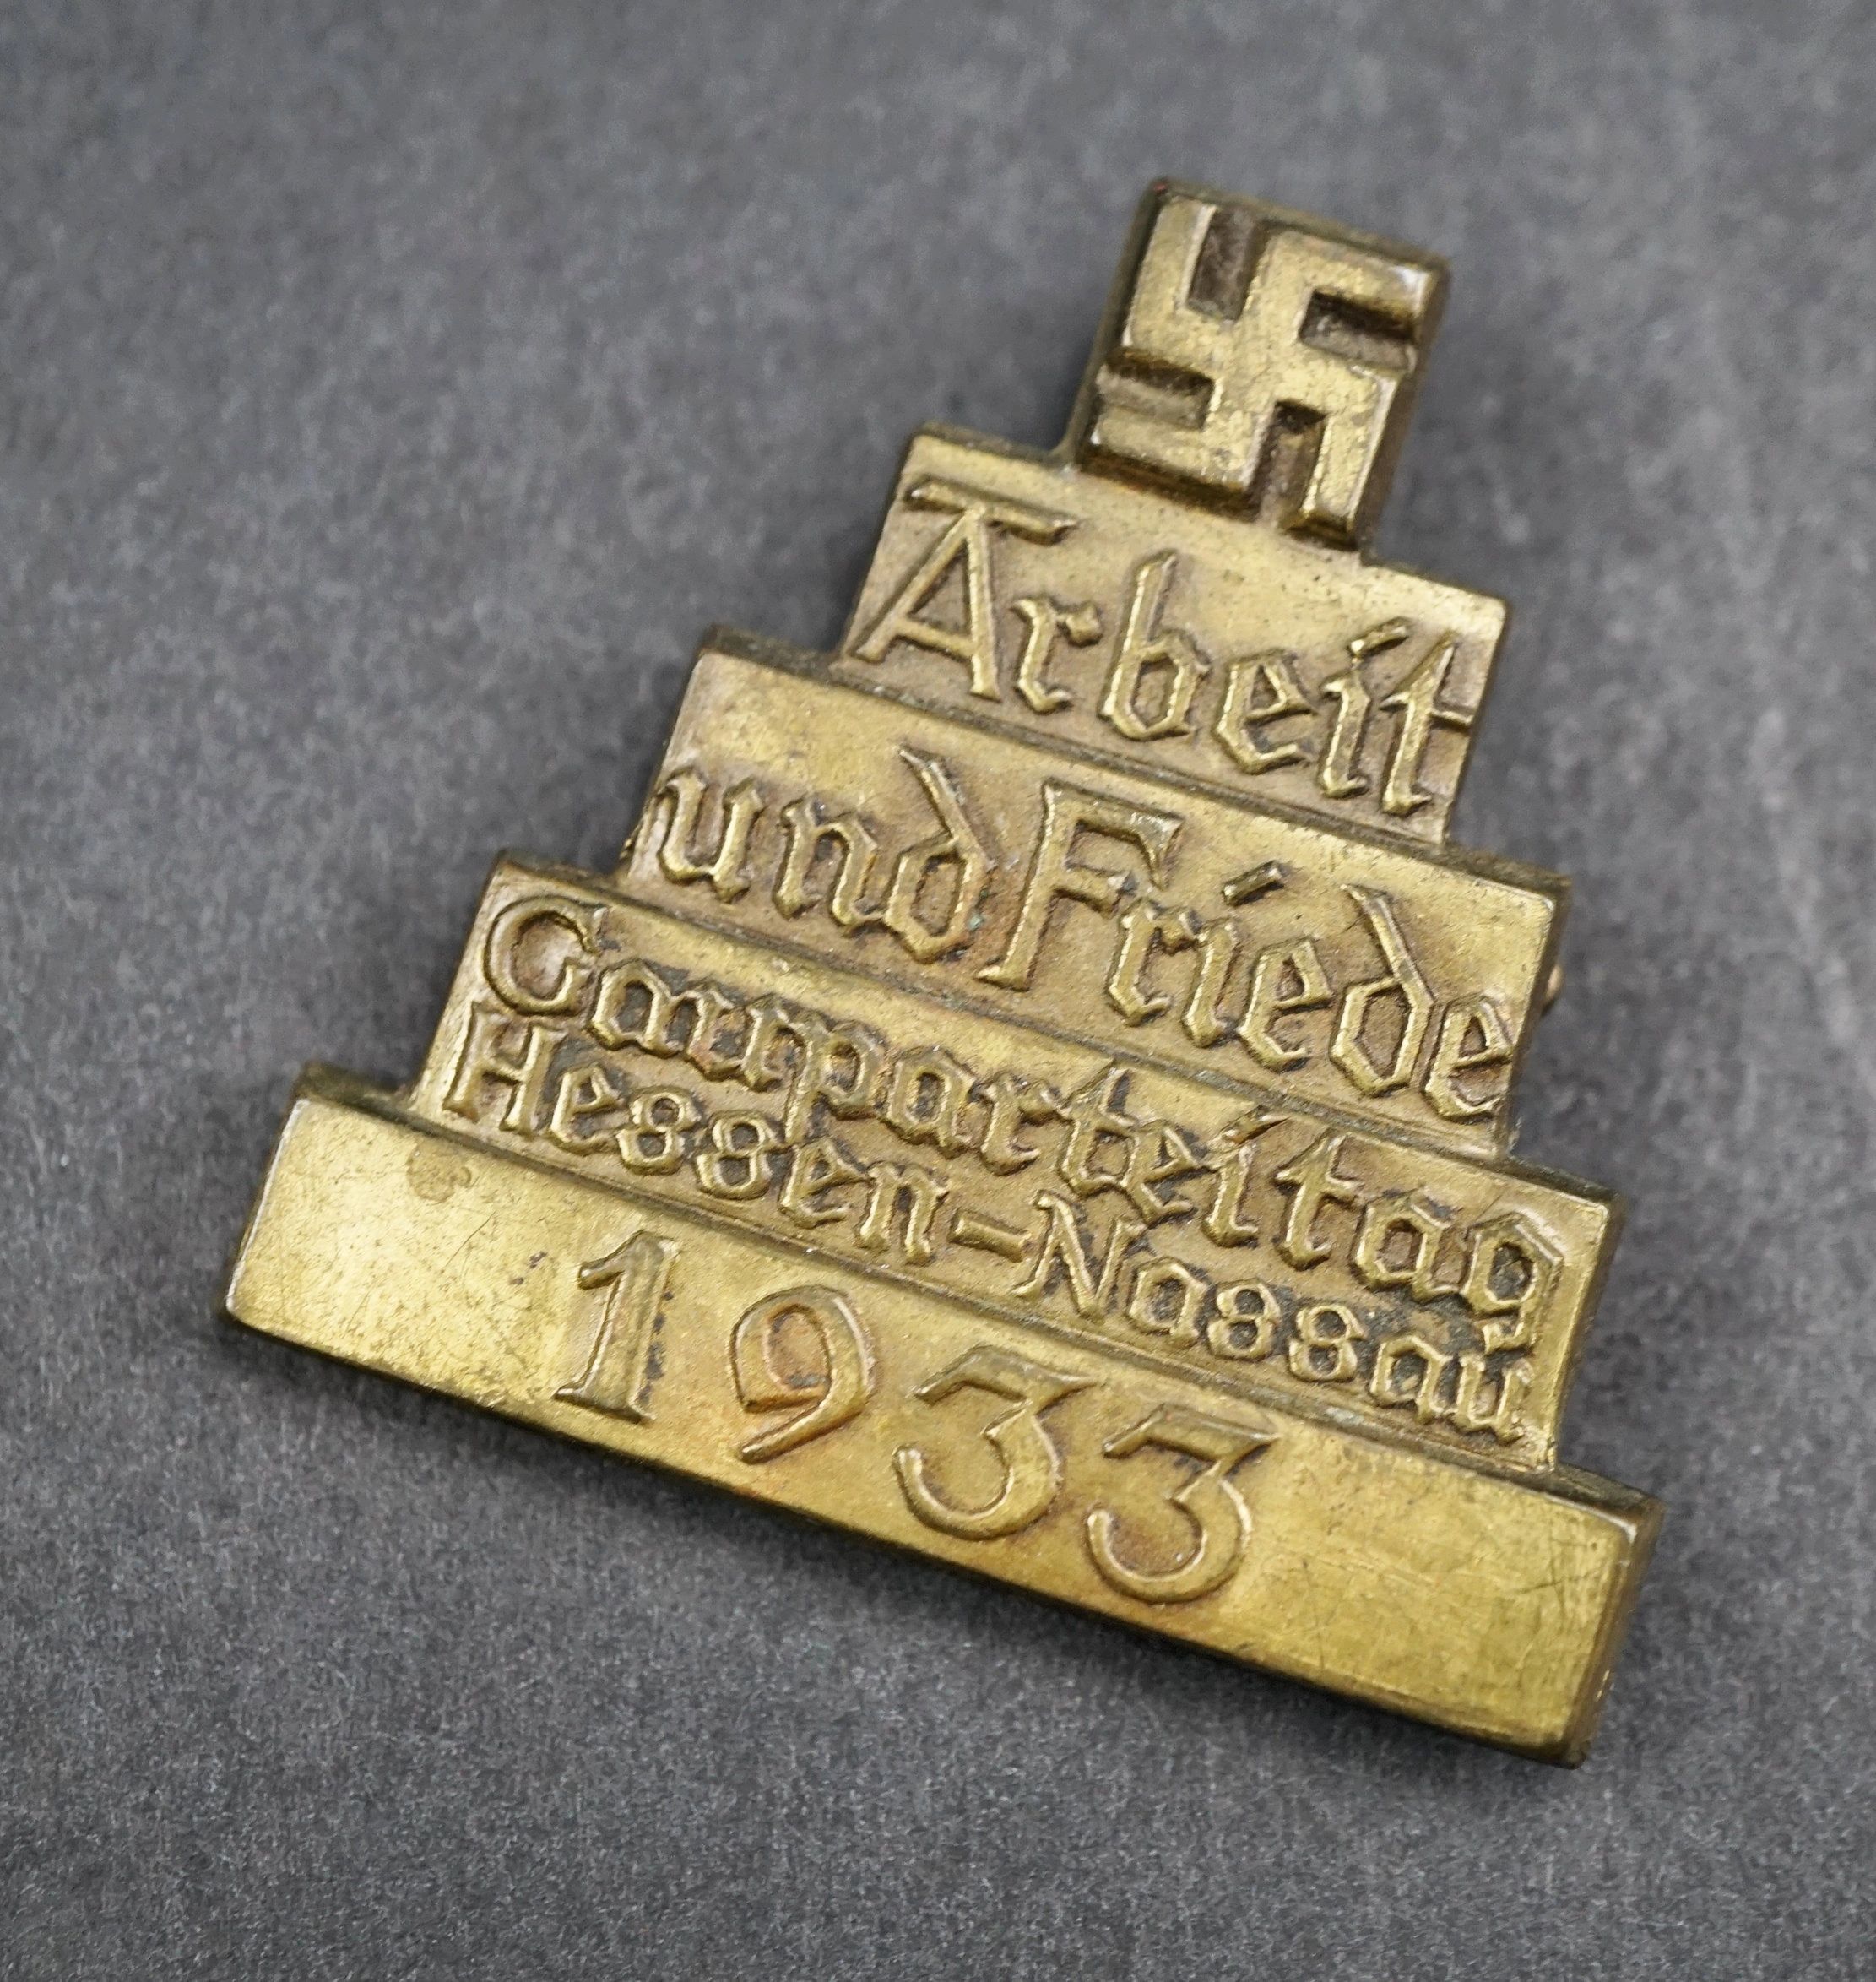 Arbeit
und Friede
Gauparteitag
Hessen-Nassau
1933